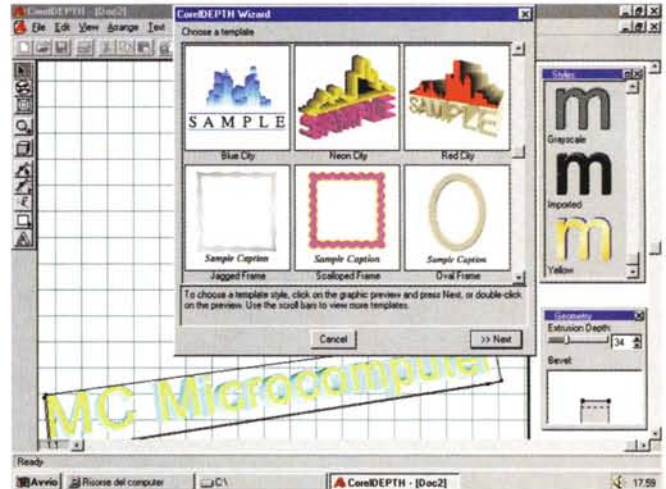 CorelDEPTH - [Doc2]
File Edit View Arrange Text
CorelDEPTH Wizard
Choose a template
SAMPLE
Blue City
SAMPLE
Neon City
SAMPLE
Red City
Sample Caption
Jagged Frame
Sample Caption
Scalloped Frame
Sample Caption
Oval Frame
To choose a template style, click on the graphic preview and press Next, or double-click
on the preview. Use the scroll bars to view more templates.
Cancel
>> Next
Styles
m
Grayscale
m
Imported
m
Yellow
Geometry
Extrusion Depth:
34
Bevel:
MC Microcomputer
1:1
Ready
Avvio
Risorse del computer
C:\
CorelDEPTH - [Doc2]
17.59